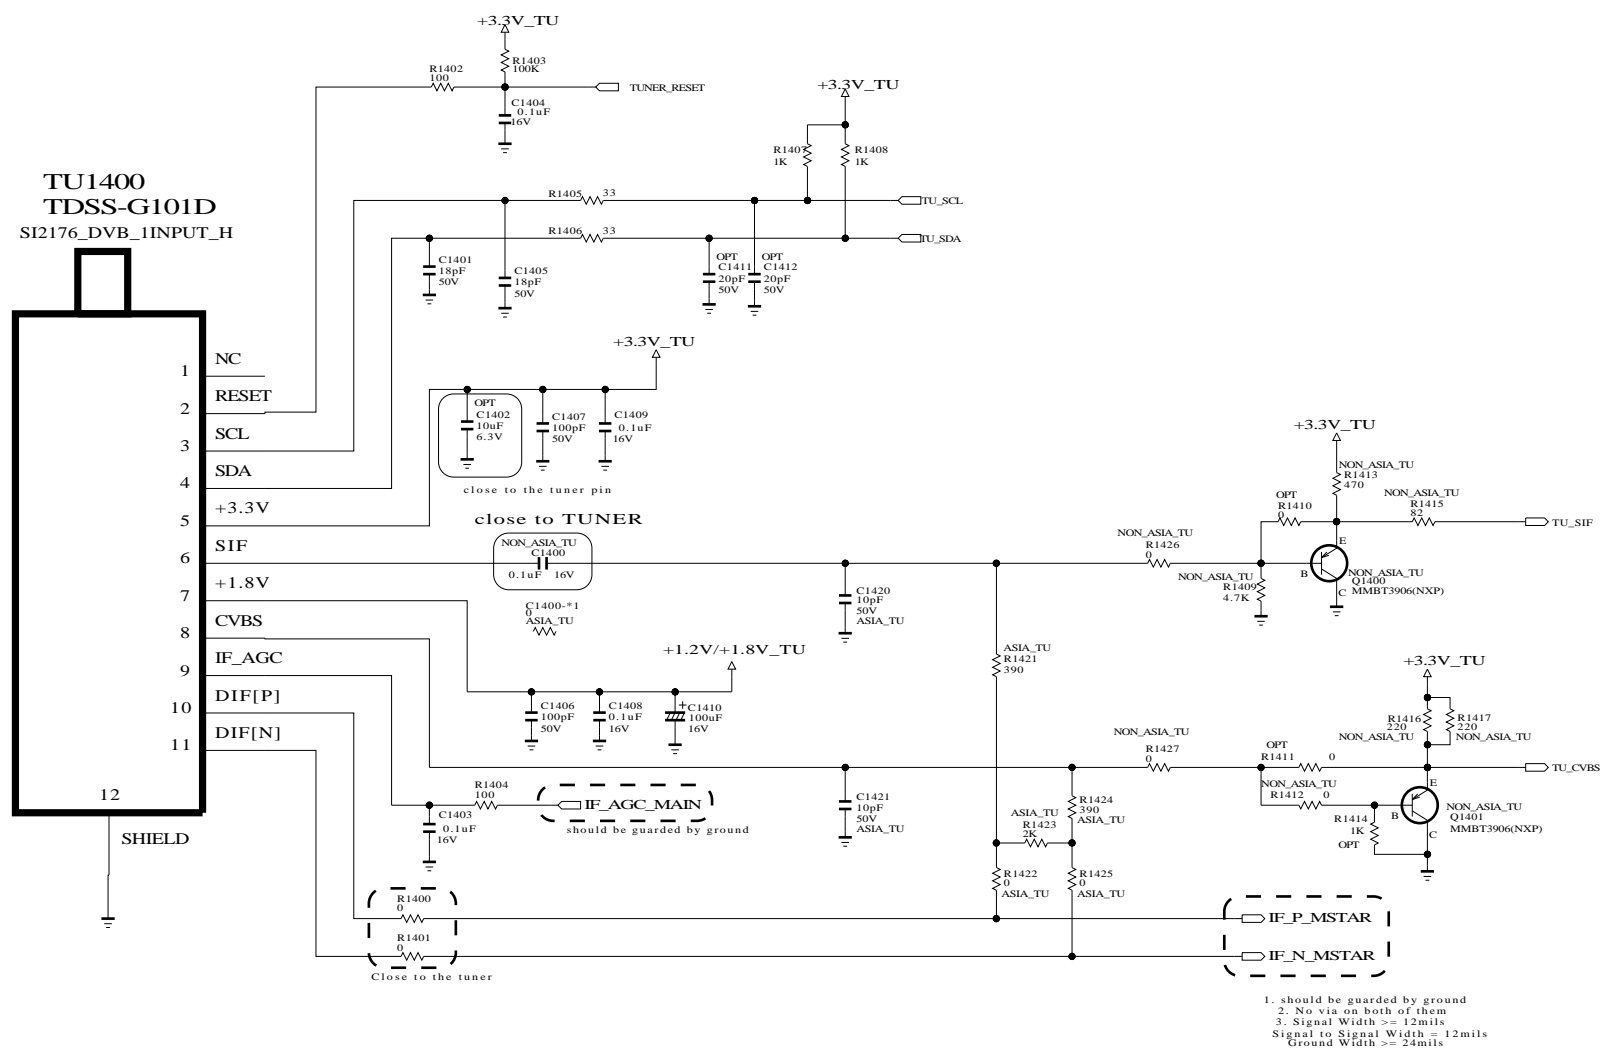 +3.3V_TU
R1402
100
R1403
100K
TUNER_RESET
C1404
0.1uF
16V
+3.3V_TU
R1407
1K
R1408
1K
TU1400
TDSS-G101D
SI2176_DVB_1INPUT_H
R1405 33
TU_SCL
R1406 33
TU_SDA
C1401
18pF
50V
C1405
18pF
50V
OPT
C1411
20pF
50V
OPT
C1412
20pF
50V
+3.3V_TU
1 NC
2 RESET
3 SCL
4 SDA
5 +3.3V
6 SIF
7 +1.8V
8 CVBS
9 IF_AGC
10 DIF[P]
11 DIF[N]
12
SHIELD
OPT
C1402
10uF
6.3V
C1407
100pF
50V
C1409
0.1uF
16V
close to the tuner pin
close to TUNER
NON_ASIA_TU
C1400
0.1uF 16V
C1400-*1
0
ASIA_TU
C1420
10pF
50V
ASIA_TU
+1.2V/+1.8V_TU
C1406
100pF
50V
C1408
0.1uF
16V
+
C1410
100uF
16V
ASIA_TU
R1421
390
NON_ASIA_TU
R1426
0
+3.3V_TU
NON_ASIA_TU
R1413
470
OPT
R1410
0
NON_ASIA_TU
R1415
82
TU_SIF
NON_ASIA_TU
R1409
4.7K
E
B
C
NON_ASIA_TU
Q1400
MMBT3906(NXP)
+3.3V_TU
R1416
220
NON_ASIA_TU
R1417
220
NON_ASIA_TU
NON_ASIA_TU
R1427
0
OPT
R1411 0
TU_CVBS
NON_ASIA_TU
R1412 0
R1414
1K
OPT
E
B
C
NON_ASIA_TU
Q1401
MMBT3906(NXP)
R1404
100
IF_AGC_MAIN
should be guarded by ground
C1403
0.1uF
16V
C1421
10pF
50V
ASIA_TU
R1424
390
ASIA_TU
ASIA_TU
R1423
2K
R1422
0
ASIA_TU
R1425
0
ASIA_TU
R1400
0
R1401
0
Close to the tuner
IF_P_MSTAR
IF_N_MSTAR
1. should be guarded by ground
2. No via on both of them
3. Signal Width >= 12mils
Signal to Signal Width = 12mils
Ground Width >= 24mils